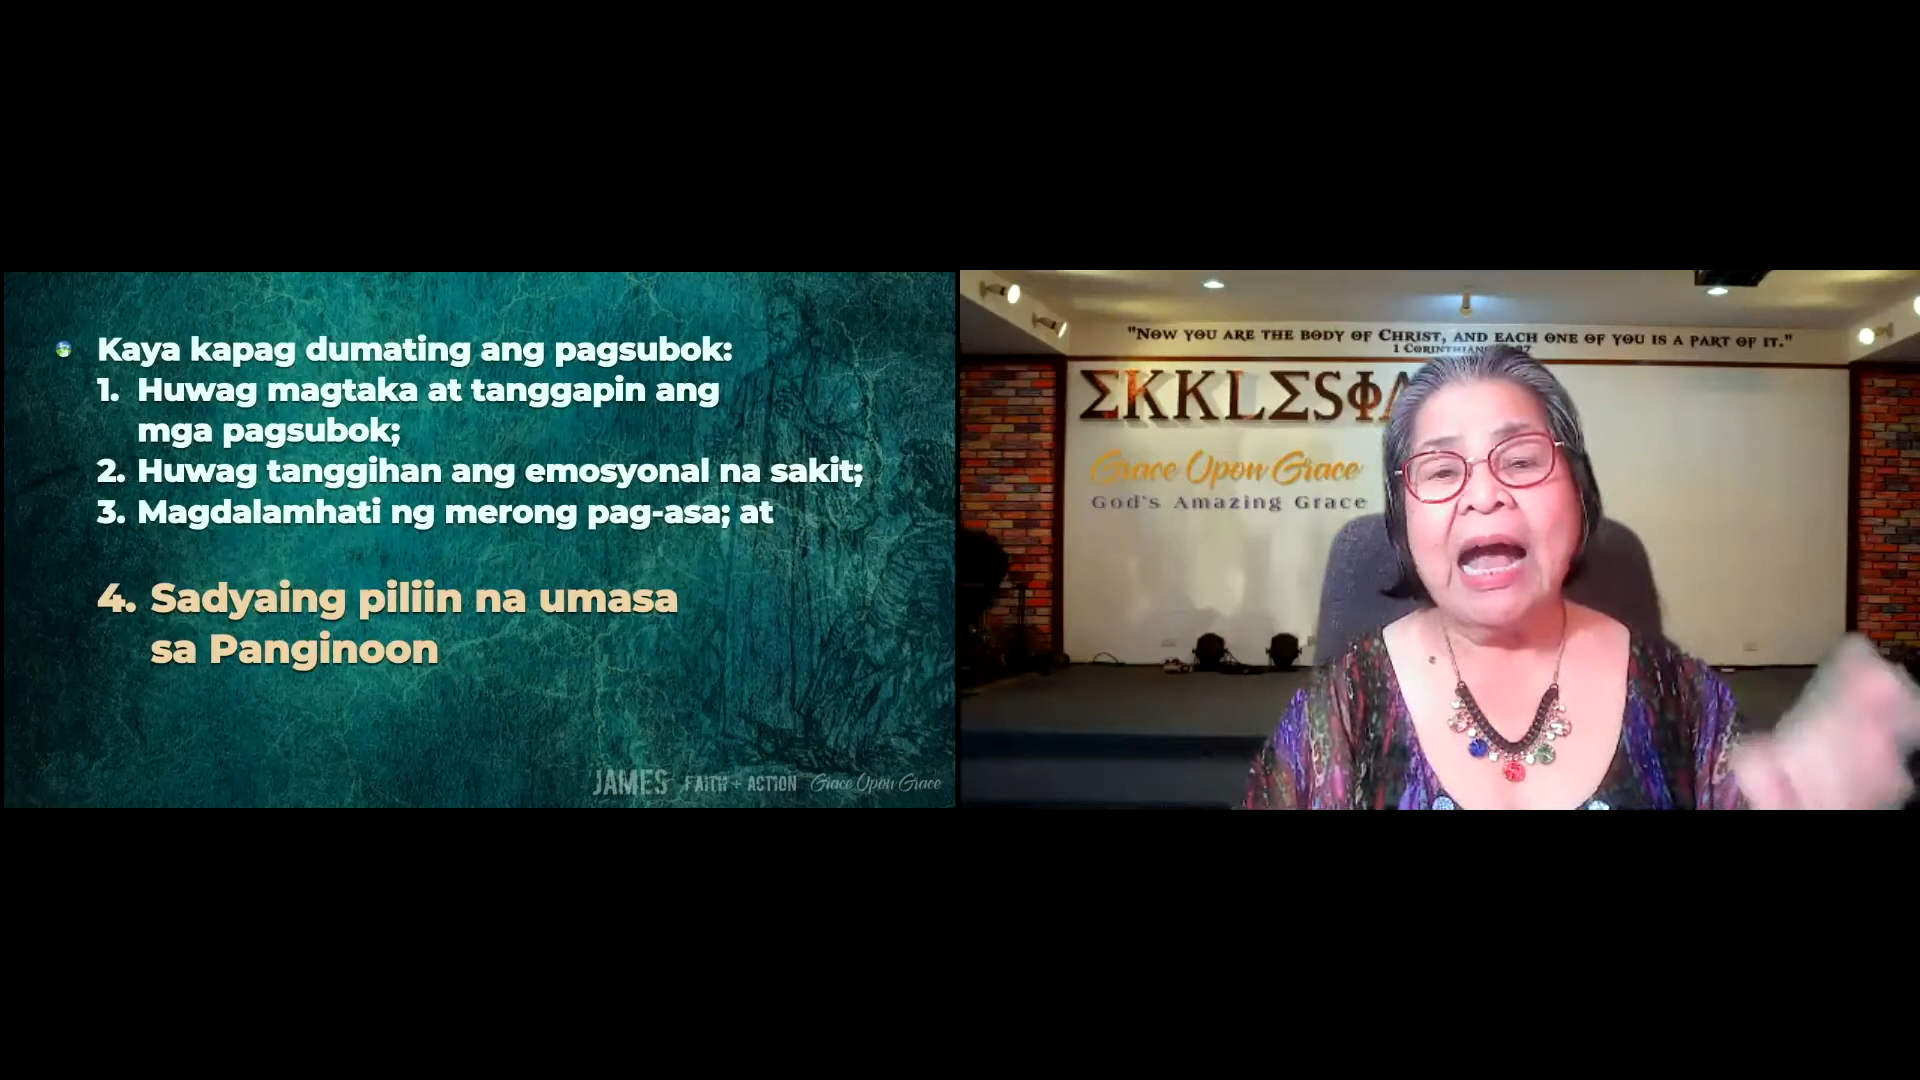 Kaya kapag dumating ang pagsubok:
1. Huwag magtaka at tanggapin ang
mga pagsubok;
2. Huwag tanggihan ang emosyonal na sakit;
3. Magdalamhati ng merong pag-asa; at
4. Sadyaing piliin na umasa
sa Panginoon
JAMES FAITH + ACTION Grace Upon Grace
"Now you are the body of Christ, and each one of you is a part of it."
1 Corinthians
ΣKKLΣSIA
Grace Upon Grace
God's Amazing Grace